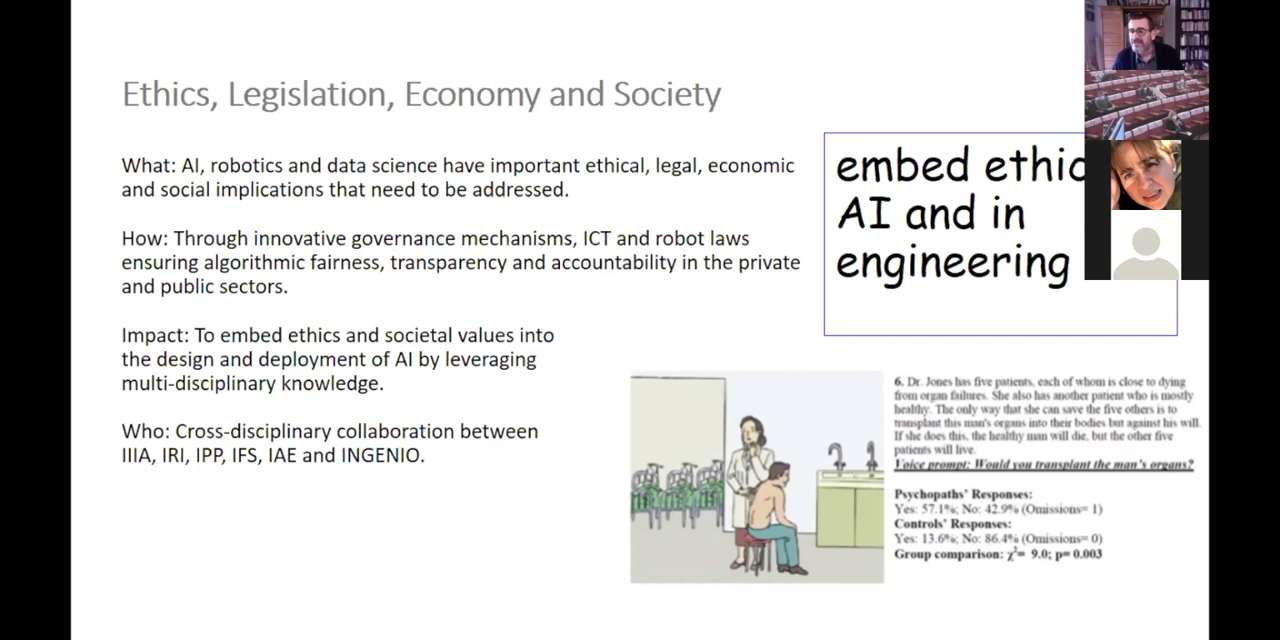 Ethics, Legislation, Economy and Society
What: AI, robotics and data science have important ethical, legal, economic
and social implications that need to be addressed.
How: Through innovative governance mechanisms, ICT and robot laws
ensuring algorithmic fairness, transparency and accountability in the private
and public sectors.
Impact: To embed ethics and societal values into
the design and deployment of AI by leveraging
multi-disciplinary knowledge.
Who: Cross-disciplinary collaboration between
IIIA, IRI, IPP, IFS, IAE and INGENIO.
embed ethic
AI and in
engineering
6. Dr. Jones has five patients, each of whom is close to dying
from organ failures. She also has another patient who is mostly
healthy. The only way that she can save the five others is to
transplant this man's organs into their bodies but against his will.
If she does this, the healthy man will die, but the other five
patients will live.
Voice prompt: Would you transplant the man's organs?
Psychopaths' Responses:
Yes: 57.1%; No: 42.9% (Omissions= 1)
Controls' Responses:
Yes: 13.6%; No: 86.4% (Omissions= 0)
Group comparison: χ²= 9.0; p= 0.003